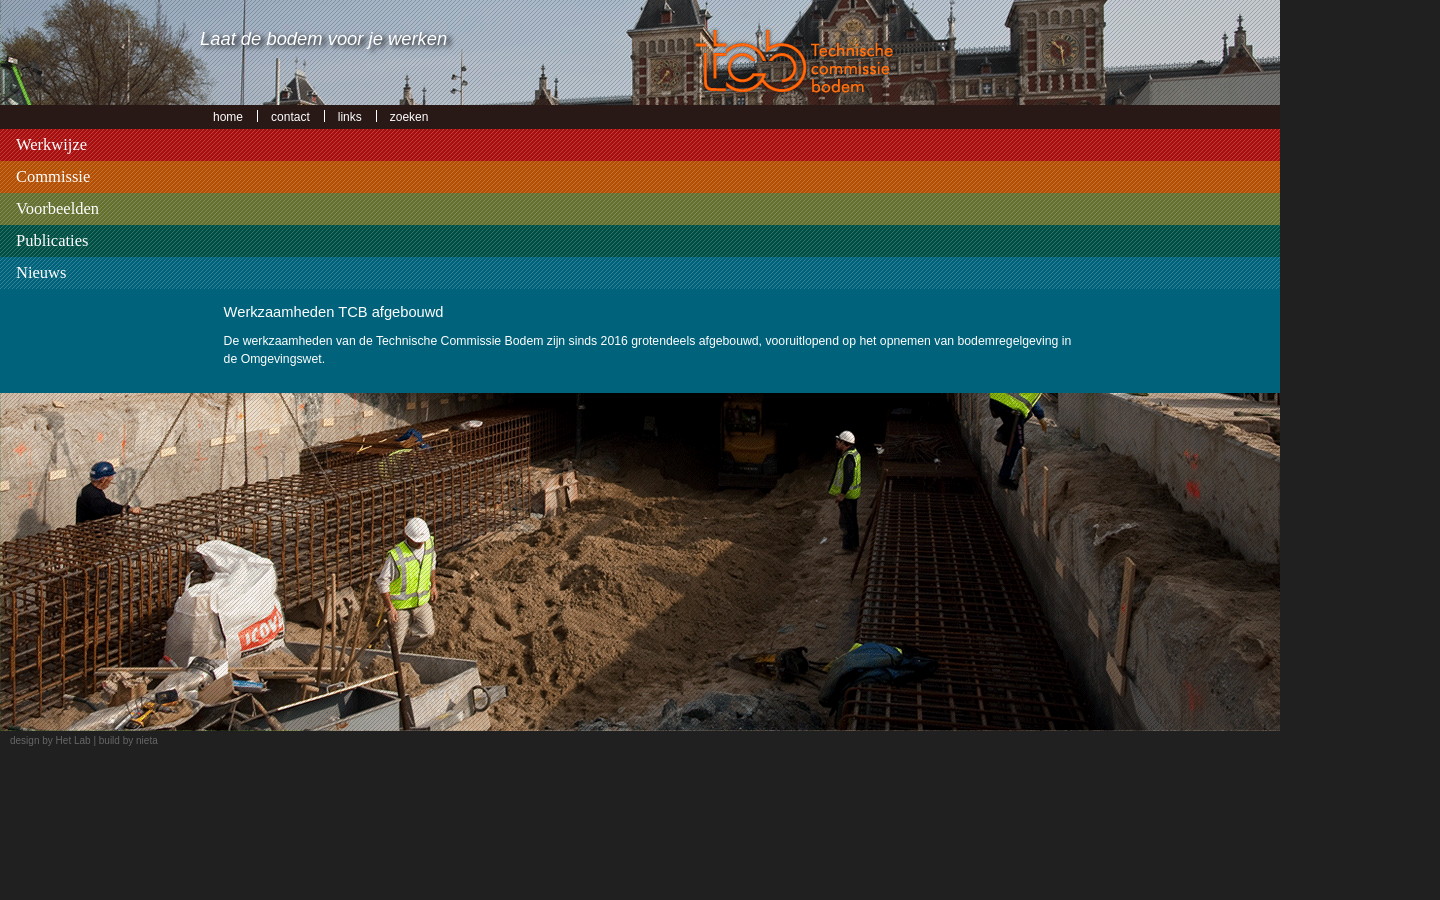 Laat de bodem voor je werken
tcb Technische
commissie
bodem
home contact links zoeken
Werkwijze
Commissie
Voorbeelden
Publicaties
Nieuws
Werkzaamheden TCB afgebouwd
De werkzaamheden van de Technische Commissie Bodem zijn sinds 2016 grotendeels afgebouwd, vooruitlopend op het opnemen van bodemregelgeving in
de Omgevingswet.
design by Het Lab | build by nieta